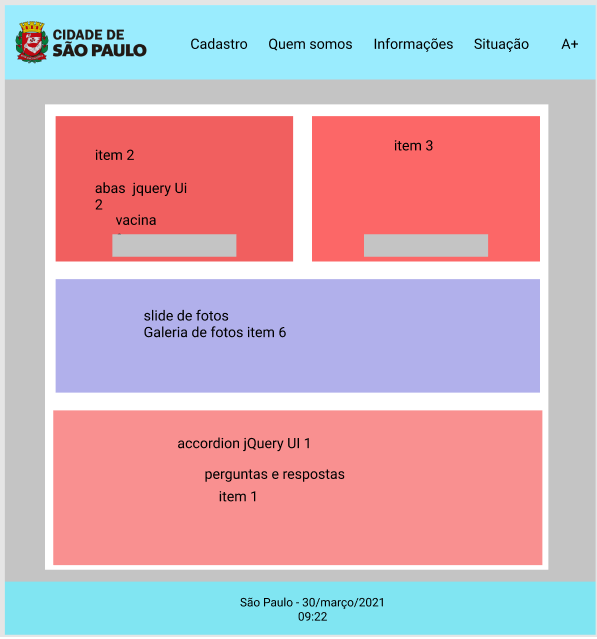 CIDADE DE
SÃO PAULO
Cadastro Quem somos Informações Situação A+
item 2
abas jquery Ui
2
vacina
item 3
slide de fotos
Galeria de fotos item 6
accordion jQuery UI 1
perguntas e respostas
item 1
São Paulo - 30/março/2021
09:22